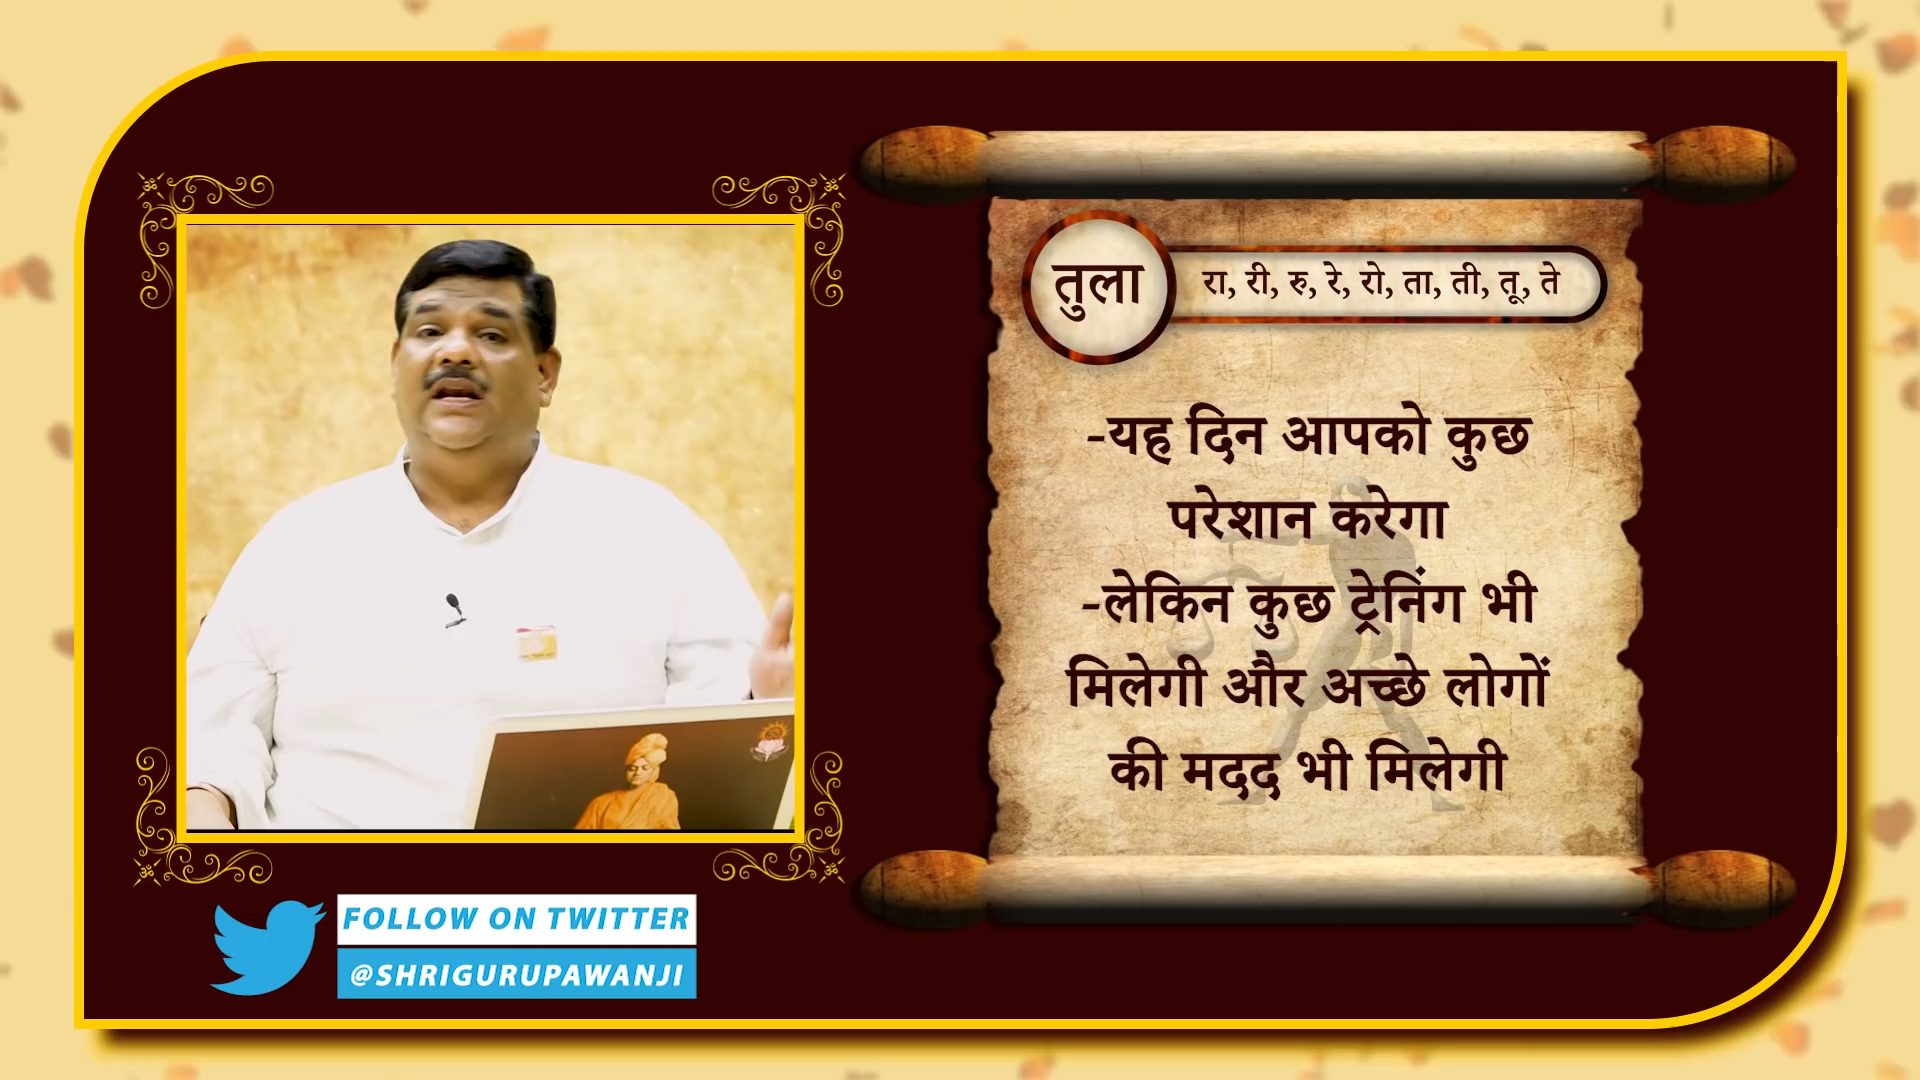 तुला
रा, री, रु, रे, रो, ता, ती, तू, ते
-यह दिन आपको कुछ
परेशान करेगा
-लेकिन कुछ ट्रेनिंग भी
मिलेगी और अच्छे लोगों
की मदद भी मिलेगी
FOLLOW ON TWITTER
@SHRIGURUPAWANJI